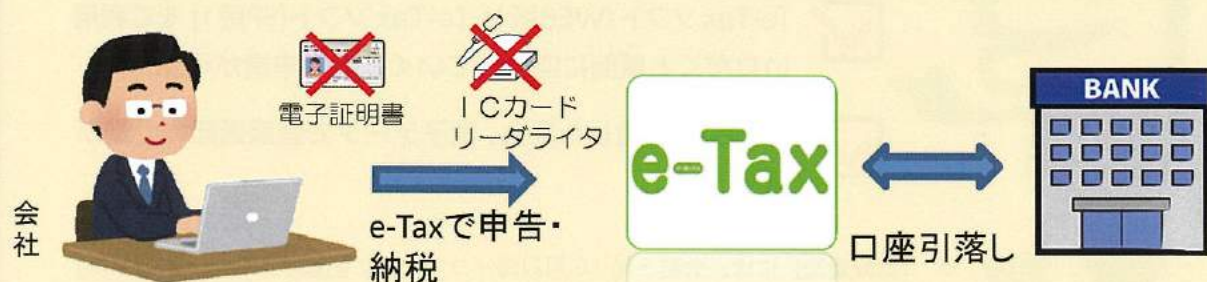 電子証明書
ICカード
リーダライタ
BANK
e-Tax
会社
e-Taxで申告・
納税
口座引落し